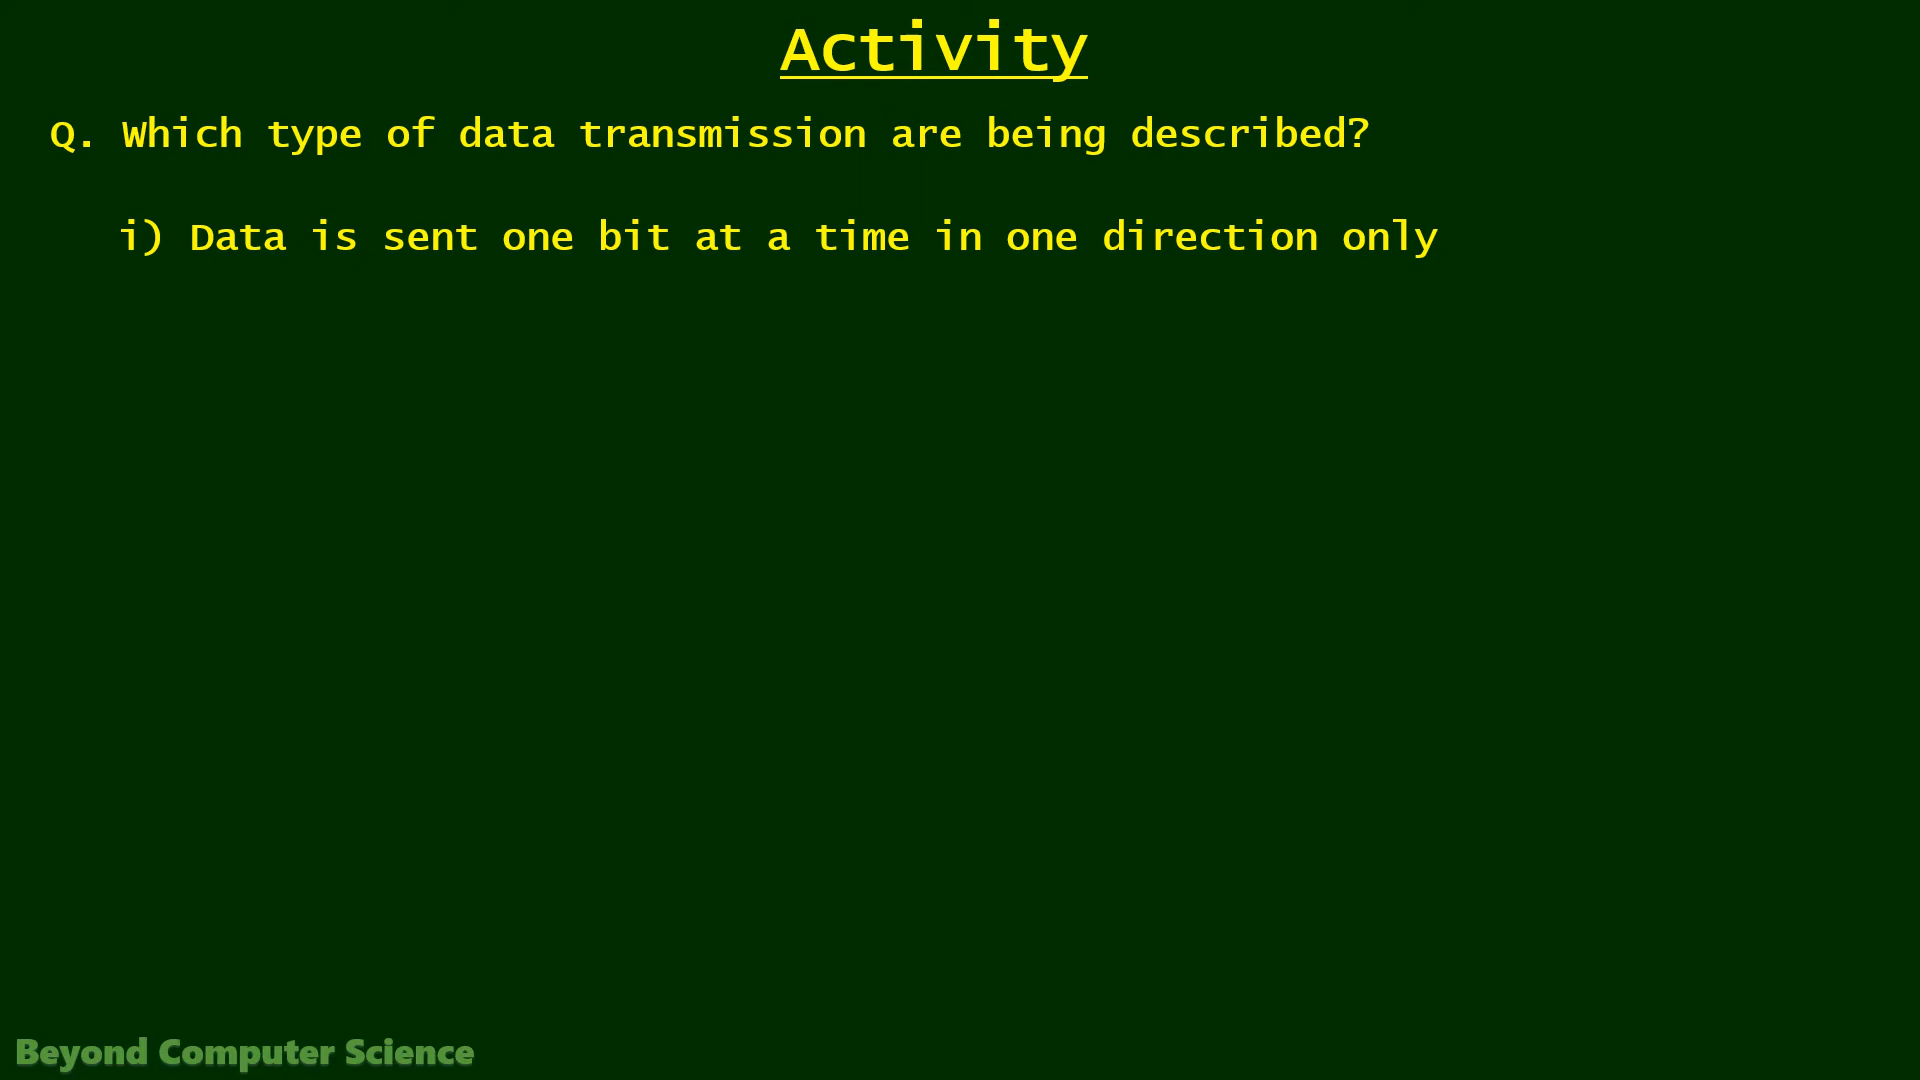 Activity
Q. Which type of data transmission are being described?
i) Data is sent one bit at a time in one direction only
Beyond Computer Science